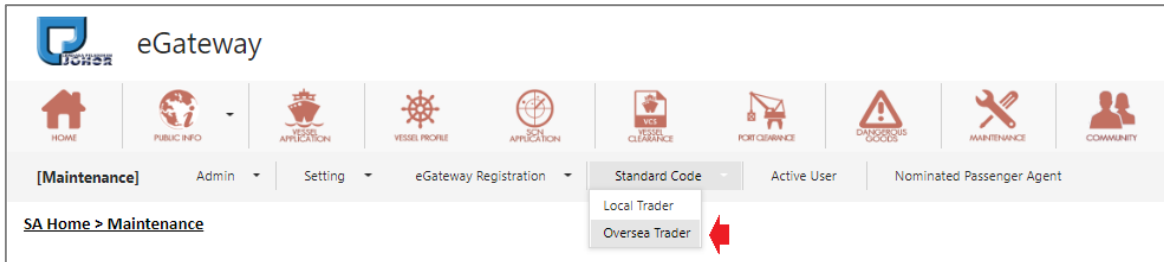 JOHOR
eGateway
HOME
PUBLIC INFO
VESSEL APPLICATION
VESSEL PROFILE
SCN APPLICATION
VCS
VESSEL CLEARANCE
PORT CLEARANCE
DANGEROUS GOODS
MAINTENANCE
COMMUNITY
[Maintenance] Admin Setting eGateway Registration Standard Code Active User Nominated Passenger Agent
Local Trader
SA Home > Maintenance
Oversea Trader